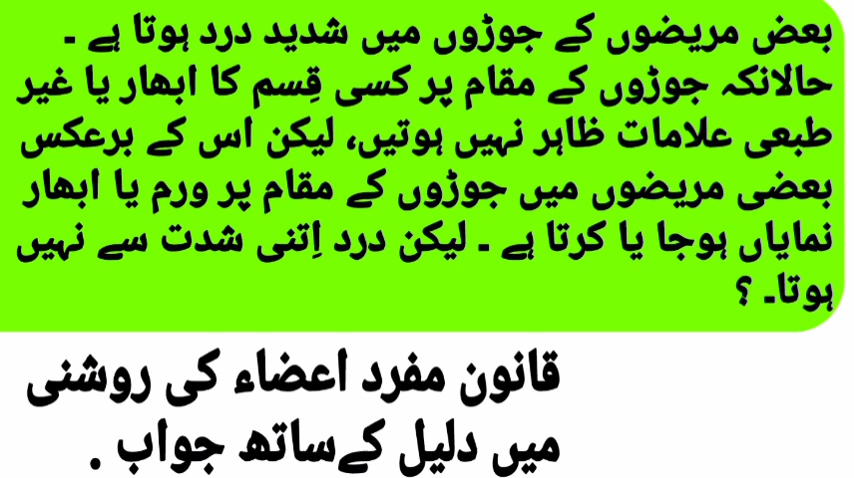 بعض مریضوں کے جوڑوں میں شدید درد ہوتا ہے ۔
حالانکہ جوڑوں کے مقام پر کسی قِسم کا ابھار یا غیر
طبعی علامات ظاہر نہیں ہوتیں، لیکن اس کے برعکس
بعضی مریضوں میں جوڑوں کے مقام پر ورم یا ابھار
نمایاں ہوجا یا کرتا ہے ۔ لیکن درد اِتنی شدت سے نہیں
ہوتا۔ ؟
قانون مفرد اعضاء کی روشنی
میں دلیل کےساتھ جواب .